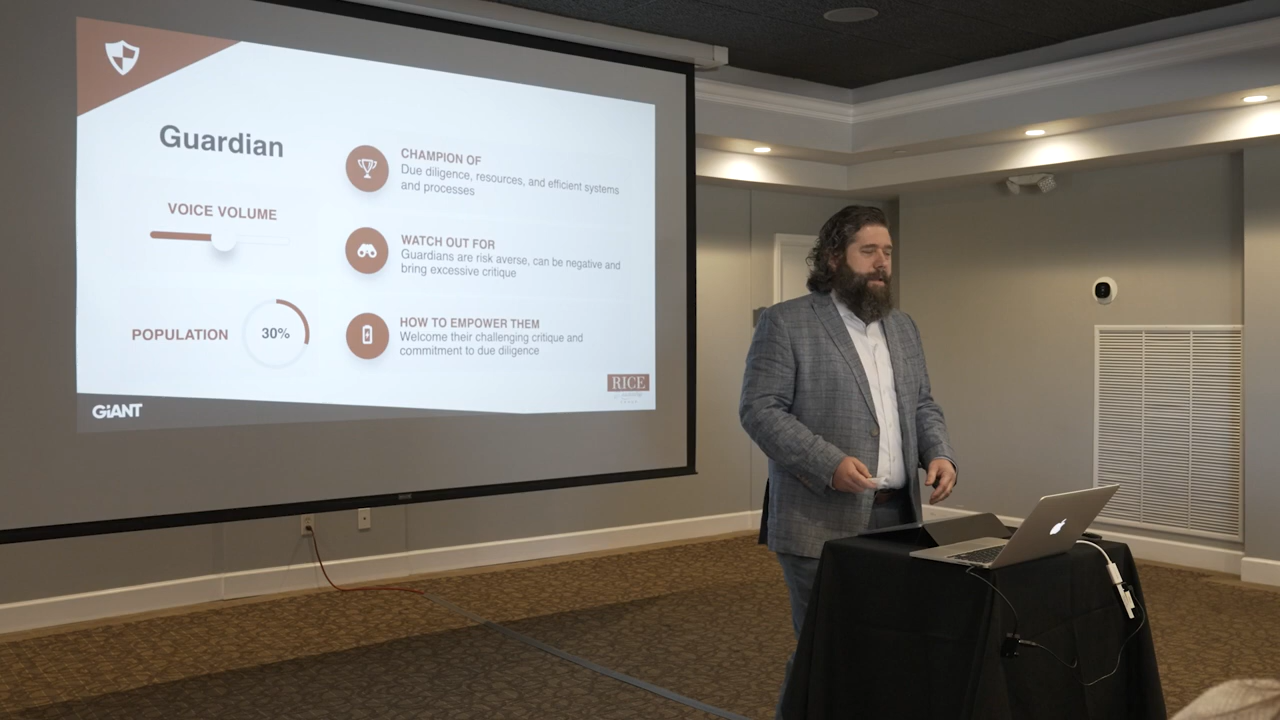 Guardian
VOICE VOLUME
POPULATION
30%
CHAMPION OF
Due diligence, resources, and efficient systems
and processes
WATCH OUT FOR
Guardians are risk averse, can be negative and
bring excessive critique
HOW TO EMPOWER THEM
Welcome their challenging critique and
commitment to due diligence
GiANT
RICE